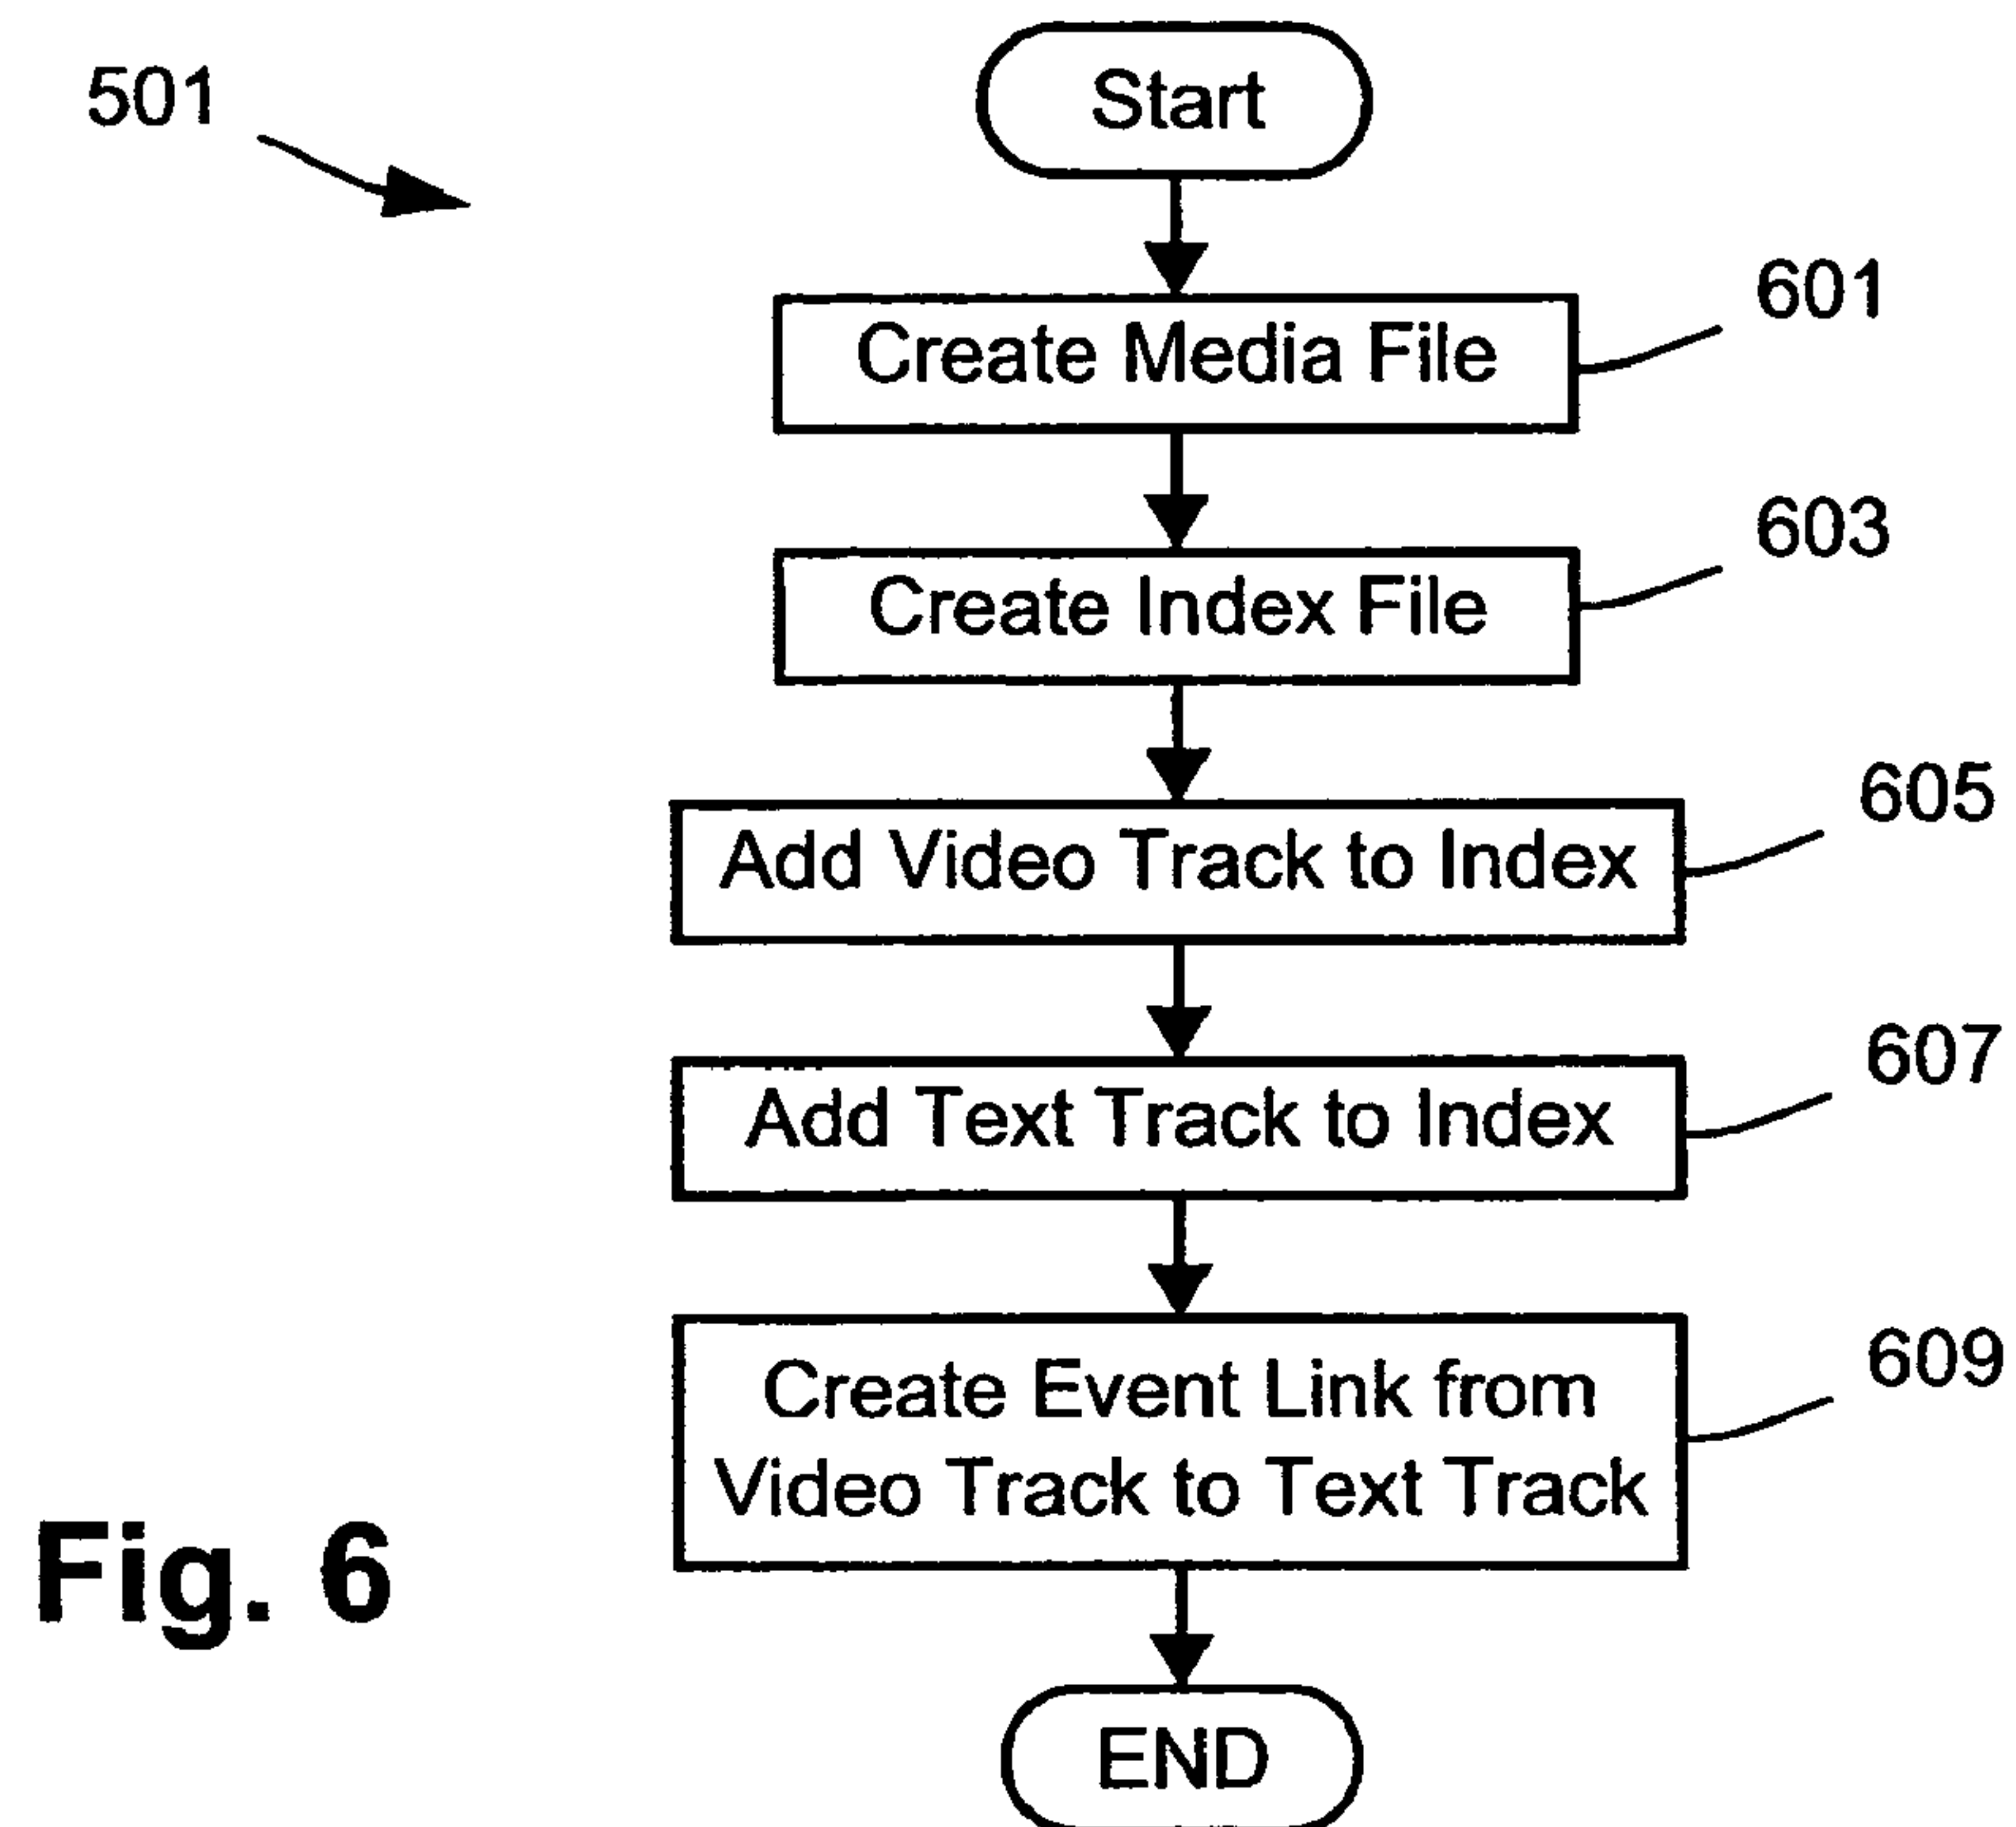 501
Start
Create Media File
601
Create Index File
603
Add Video Track to Index
605
Add Text Track to Index
607
Create Event Link from
Video Track to Text Track
609
Fig. 6
END